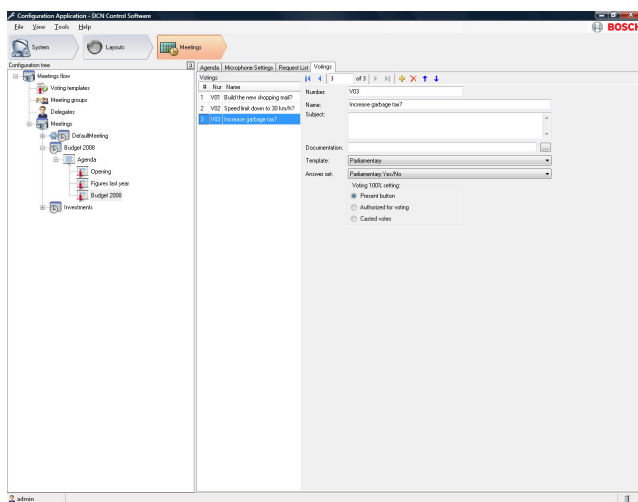 Configuration Application - DCN Control Software
File View Tools Help
BOSCH
System
Layouts
Meetings
Configuration tree
Meetings flow
Voting templates
Meeting groups
Delegates
Meetings
DefaultMeeting
Budget 2008
Agenda
Opening
Figures last year
Budget 2008
Investments
Agenda Microphone Settings Request List Votings
Votings
# Nur Name
1 V01 Build the new shopping mail?
2 V02 Speed limit down to 30 km/h?
3 V03 Increase garbage tax?
3 of 3
Number: V03
Name: Increase garbage tax?
Subject:
Documentation: ...
Template: Parliamentary
Answer set: Parliamentary Yes/No
Voting 100% setting:
Present button
Authorized for voting
Casted votes
admin